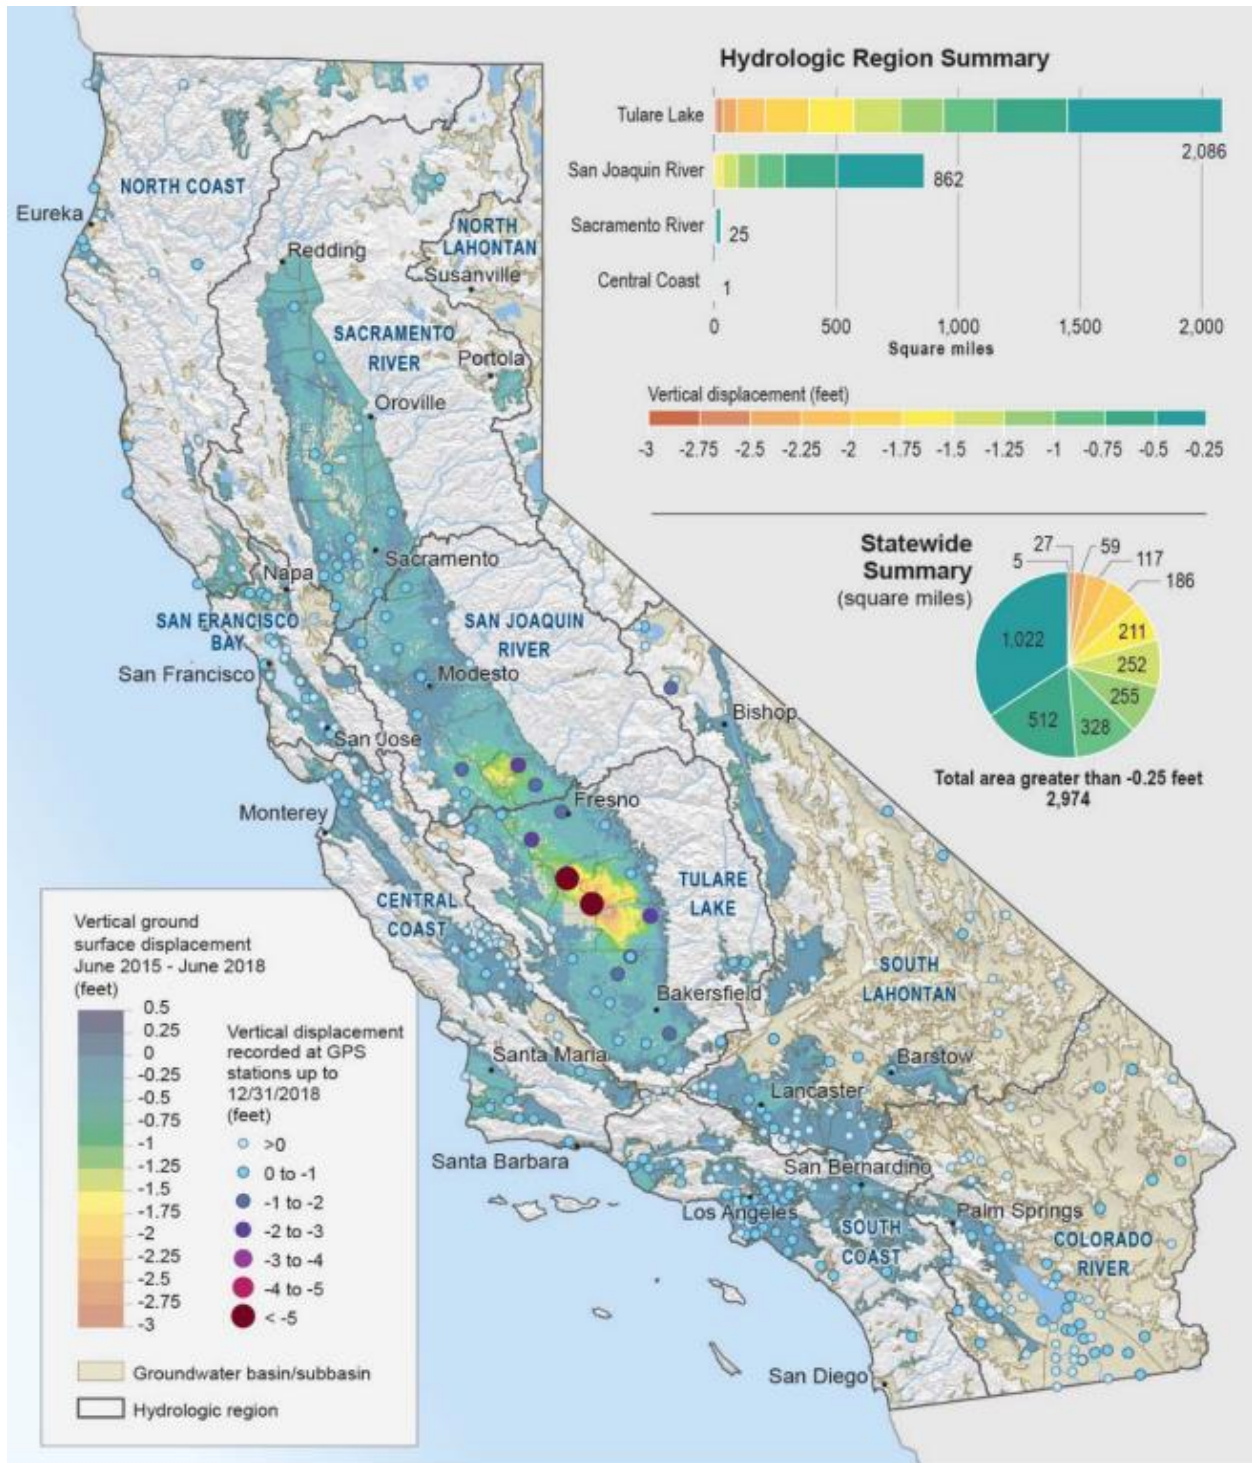 Hydrologic Region Summary
Tulare Lake
2,086
San Joaquin River
862
Sacramento River
25
Central Coast
1
0
500
1,000
1,500
2,000
Square miles
Vertical displacement (feet)
-3
-2.75
-2.5
-2.25
-2
-1.75
-1.5
-1.25
-1
-0.75
-0.5
-0.25
Statewide
Summary
(square miles)
5
27
59
117
186
211
252
255
328
512
1,022
Total area greater than -0.25 feet
2,974
NORTH COAST
Eureka
Redding
NORTH
LAHONTAN
Susanville
SACRAMENTO
RIVER
Portola
Oroville
Sacramento
Napa
SAN FRANCISCO
BAY
SAN JOAQUIN
RIVER
San Francisco
Modesto
Bishop
San Jose
Monterey
Fresno
CENTRAL
COAST
TULARE
LAKE
SOUTH
LAHONTAN
Bakersfield
Santa Maria
Barstow
Lancaster
Santa Barbara
San Bernardino
Los Angeles
Palm Springs
SOUTH
COAST
COLORADO
RIVER
San Diego
Vertical ground
surface displacement
June 2015 - June 2018
(feet)
0.5
0.25
0
-0.25
-0.5
-0.75
-1
-1.25
-1.5
-1.75
-2
-2.25
-2.5
-2.75
-3
Vertical displacement
recorded at GPS
stations up to
12/31/2018
(feet)
>0
0 to -1
-1 to -2
-2 to -3
-3 to -4
-4 to -5
< -5
Groundwater basin/subbasin
Hydrologic region